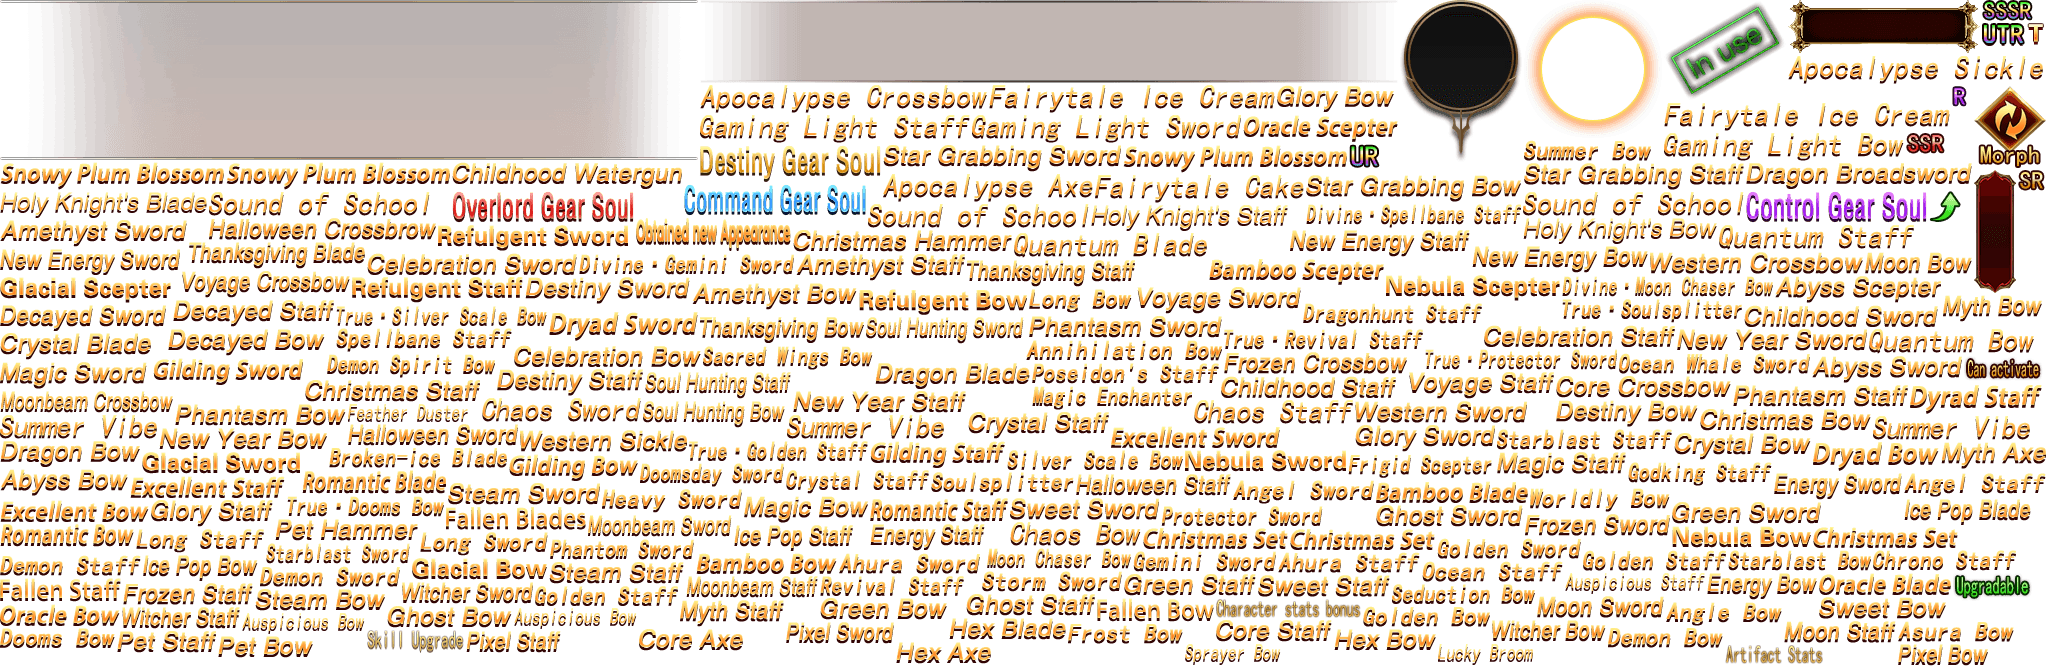 SSSR
UTR T
In use
Apocalypse Sickle
Apocalypse Crossbow Fairytale Ice Cream Glory Bow
R
Fairytale Ice Cream
Gaming Light Staff Gaming Light Sword Oracle Scepter
Gaming Light Bow SSR
Morph
Destiny Gear Soul Star Grabbing Sword Snowy Plum Blossom UR
Summer Bow
Snowy Plum Blossom Snowy Plum Blossom Childhood Watergun
Star Grabbing Staff Dragon Broadsword SR
Apocalypse Axe Fairytale Cake Star Grabbing Bow
Holy Knight's Blade Sound of School Overlord Gear Soul Command Gear Soul
Sound of School Holy Knight's Staff Divine·Spellbane Staff Sound of School Control Gear Soul
Amethyst Sword Halloween Crossbrow Refulgent Sword Obtained new Appearance Christmas Hammer Quantum Blade New Energy Staff Holy Knight's Bow Quantum Staff
New Energy Sword Thanksgiving Blade Celebration Sword Divine·Gemini Sword Amethyst Staff Thanksgiving Staff Bamboo Scepter New Energy Bow Western Crossbow Moon Bow
Glacial Scepter Voyage Crossbow Refulgent Staff Destiny Sword Amethyst Bow Refulgent Bow Long Bow Voyage Sword Nebula Scepter Divine·Moon Chaser Bow Abyss Scepter
Decayed Sword Decayed Staff True·Silver Scale Bow Dryad Sword Thanksgiving Bow Soul Hunting Sword Phantasm Sword Dragonhunt Staff True·Soulsplitter Childhood Sword Myth Bow
Crystal Blade Decayed Bow Spellbane Staff Celebration Bow Sacred Wings Bow Annihilation Bow True·Revival Staff Celebration Staff New Year Sword Quantum Bow
Magic Sword Gilding Sword Demon Spirit Bow Destiny Staff Soul Hunting Staff Dragon Blade Poseidon's Staff Frozen Crossbow True·Protector Sword Ocean Whale Sword Abyss Sword Can activate
Moonbeam Crossbow Christmas Staff Magic Enchanter Childhood Staff Voyage Staff Core Crossbow Phantasm Staff Dyrad Staff
Phantasm Bow Feather Duster Chaos Sword Soul Hunting Bow New Year Staff Chaos Staff Western Sword Destiny Bow Christmas Bow
Summer Vibe New Year Bow Halloween Sword Western Sickle Summer Vibe Crystal Staff Excellent Sword Glory Sword Starblast Staff Crystal Bow Summer Vibe
Dragon Bow Glacial Sword Broken-ice Blade Gilding Bow True·Golden Staff Gilding Staff Silver Scale Bow Nebula Sword Frigid Scepter Magic Staff Godking Staff Dryad Bow Myth Axe
Abyss Bow Excellent Staff Romantic Blade Steam Sword Doomsday Sword Crystal Staff Soulsplitter Halloween Staff Angel Sword Bamboo Blade Worldly Bow Energy Sword Angel Staff
Excellent Bow Glory Staff True·Dooms Bow Fallen Blades Heavy Sword Magic Bow Romantic Staff Sweet Sword Protector Sword Ghost Sword Frozen Sword Green Sword Ice Pop Blade
Romantic Bow Long Staff Pet Hammer Long Sword Moonbeam Sword Ice Pop Staff Energy Staff Chaos Bow Christmas Set Christmas Set Golden Sword Nebula Bow Christmas Set
Demon Staff Ice Pop Bow Starblast Sword Glacial Bow Phantom Sword Steam Staff Bamboo Bow Ahura Sword Moon Chaser Bow Gemini Sword Ahura Staff Ocean Staff Golden Staff Starblast Bow Chrono Staff
Fallen Staff Frozen Staff Demon Sword Steam Bow Witcher Sword Golden Staff Moonbeam Staff Revival Staff Storm Sword Green Staff Sweet Staff Seduction Bow Auspicious Staff Energy Bow Oracle Blade Upgradable
Oracle Bow Witcher Staff Auspicious Bow Ghost Bow Auspicious Bow Myth Staff Green Bow Ghost Staff Fallen Bow Character stats bonus Golden Bow Moon Sword Angle Bow Sweet Bow
Dooms Bow Pet Staff Pet Bow Skill Upgrade Pixel Staff Core Axe Pixel Sword Hex Blade Frost Bow Core Staff Hex Bow Witcher Bow Demon Bow Moon Staff Asura Bow
Hex Axe Sprayer Bow Lucky Broom Artifact Stats Pixel Bow